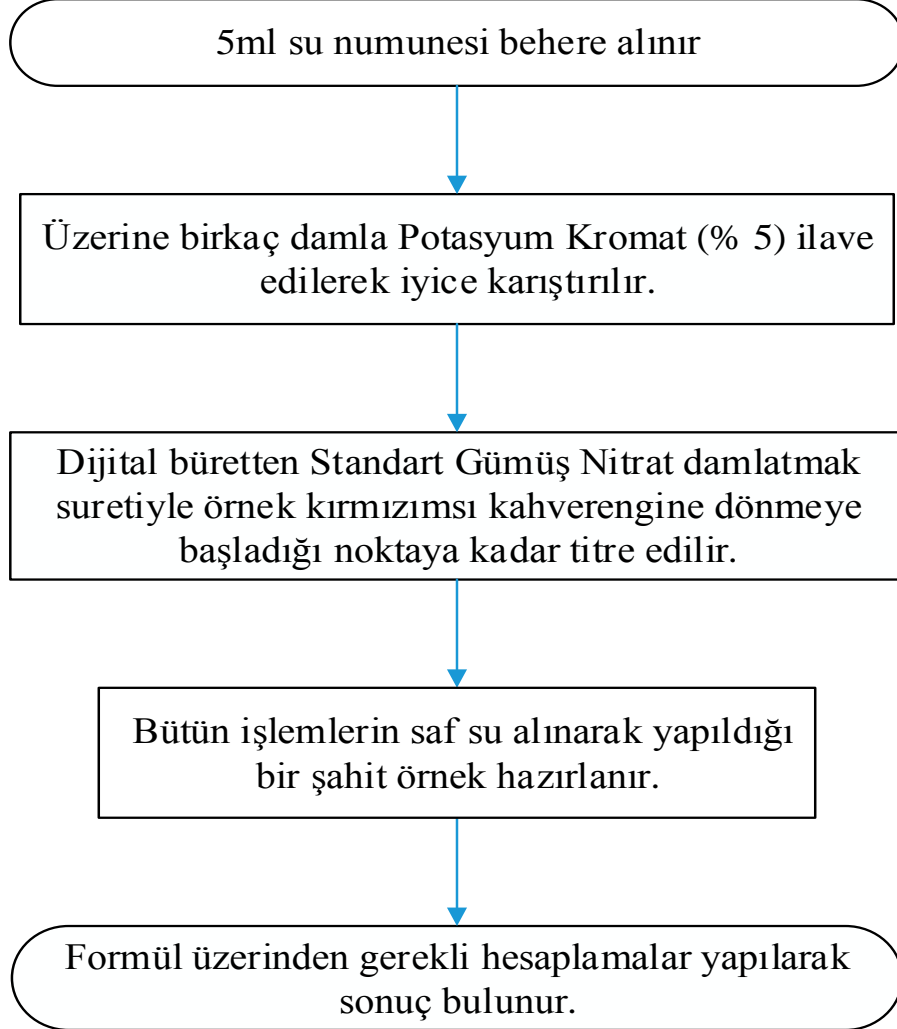 5ml su numunesi behere alınır
Üzerine birkaç damla Potasyum Kromat (% 5) ilave
edilerek iyice karıştırılır.
Dijital büretten Standart Gümüş Nitrat damlatmak
suretiyle örnek kırmızımsı kahverengine dönmeye
başladığı noktaya kadar titre edilir.
Bütün işlemlerin saf su alınarak yapıldığı
bir şahit örnek hazırlanır.
Formül üzerinden gerekli hesaplamalar yapılarak
sonuç bulunur.